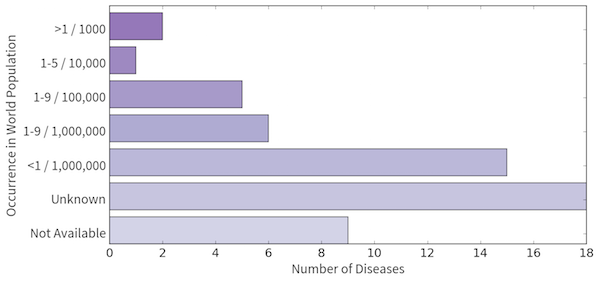 Occurrence in World Population
>1 / 1000
1-5 / 10,000
1-9 / 100,000
1-9 / 1,000,000
<1 / 1,000,000
Unknown
Not Available
0 2 4 6 8 10 12 14 16 18
Number of Diseases